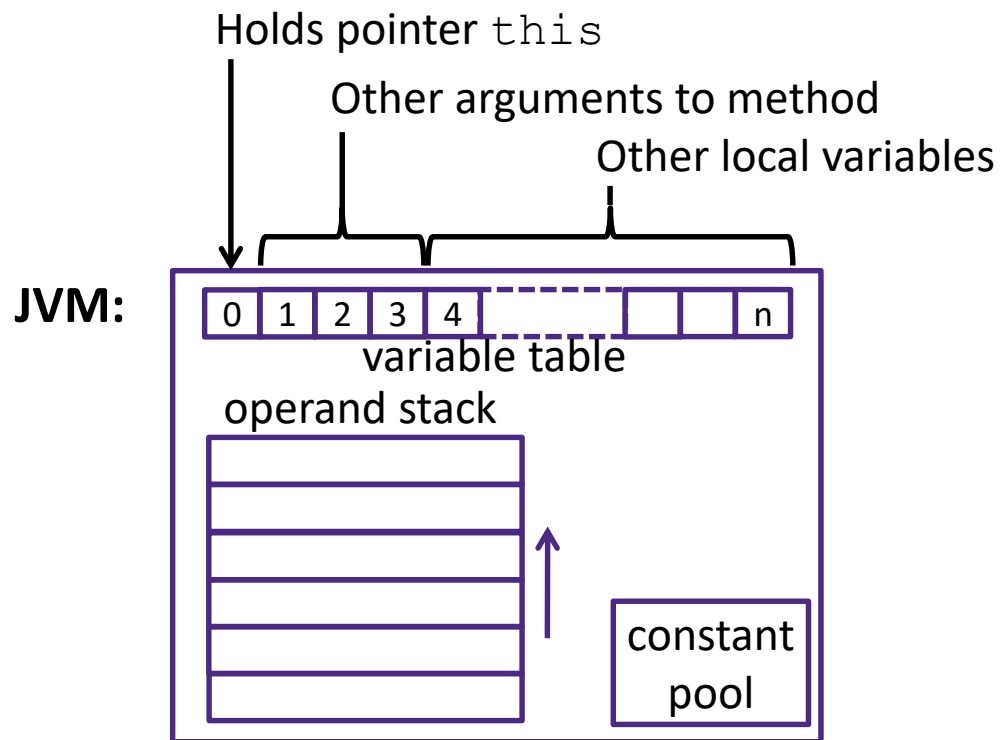 Holds pointer this
Other arguments to method
Other local variables
JVM:
0 1 2 3 4 n
variable table
operand stack
constant
pool